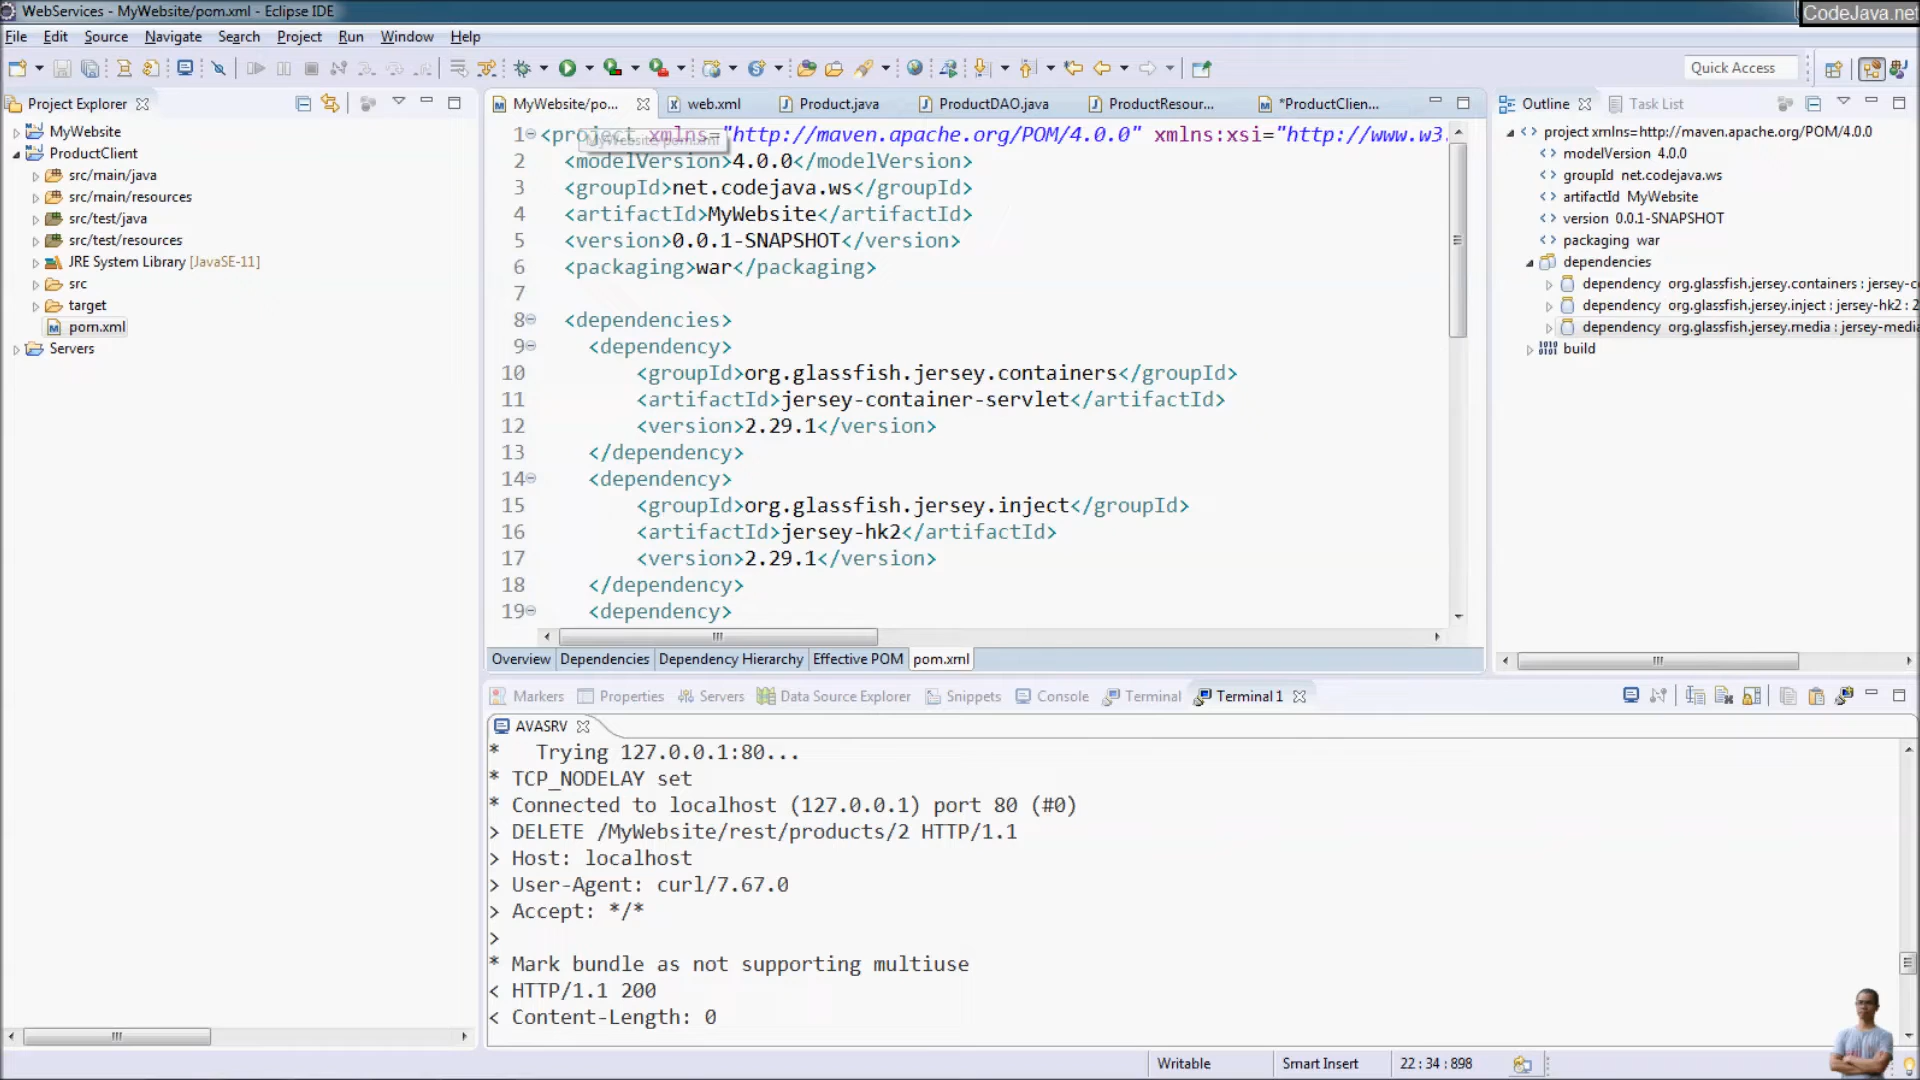 WebServices - MyWebsite/pom.xml - Eclipse IDE
CodeJava.net
File Edit Source Navigate Search Project Run Window Help
Quick Access
Project Explorer
MyWebsite
ProductClient
src/main/java
src/main/resources
src/test/java
src/test/resources
JRE System Library [JavaSE-11]
src
target
pom.xml
Servers
MyWebsite/po... web.xml Product.java ProductDAO.java ProductResour... *ProductClien...
MyWebsite/pom.xml
1 <project xmlns="http://maven.apache.org/POM/4.0.0" xmlns:xsi="http://www.w3.
2 <modelVersion>4.0.0</modelVersion>
3 <groupId>net.codejava.ws</groupId>
4 <artifactId>MyWebsite</artifactId>
5 <version>0.0.1-SNAPSHOT</version>
6 <packaging>war</packaging>
7
8 <dependencies>
9 <dependency>
10 <groupId>org.glassfish.jersey.containers</groupId>
11 <artifactId>jersey-container-servlet</artifactId>
12 <version>2.29.1</version>
13 </dependency>
14 <dependency>
15 <groupId>org.glassfish.jersey.inject</groupId>
16 <artifactId>jersey-hk2</artifactId>
17 <version>2.29.1</version>
18 </dependency>
19 <dependency>
Overview Dependencies Dependency Hierarchy Effective POM pom.xml
Outline Task List
project xmlns=http://maven.apache.org/POM/4.0.0
modelVersion 4.0.0
groupId net.codejava.ws
artifactId MyWebsite
version 0.0.1-SNAPSHOT
packaging war
dependencies
dependency org.glassfish.jersey.containers : jersey-c
dependency org.glassfish.jersey.inject : jersey-hk2 : 2
dependency org.glassfish.jersey.media : jersey-media
build
Markers Properties Servers Data Source Explorer Snippets Console Terminal Terminal 1
AVASRV
* Trying 127.0.0.1:80...
* TCP_NODELAY set
* Connected to localhost (127.0.0.1) port 80 (#0)
> DELETE /MyWebsite/rest/products/2 HTTP/1.1
> Host: localhost
> User-Agent: curl/7.67.0
> Accept: */*
>
* Mark bundle as not supporting multiuse
< HTTP/1.1 200
< Content-Length: 0
Writable Smart Insert 22 : 34 : 898